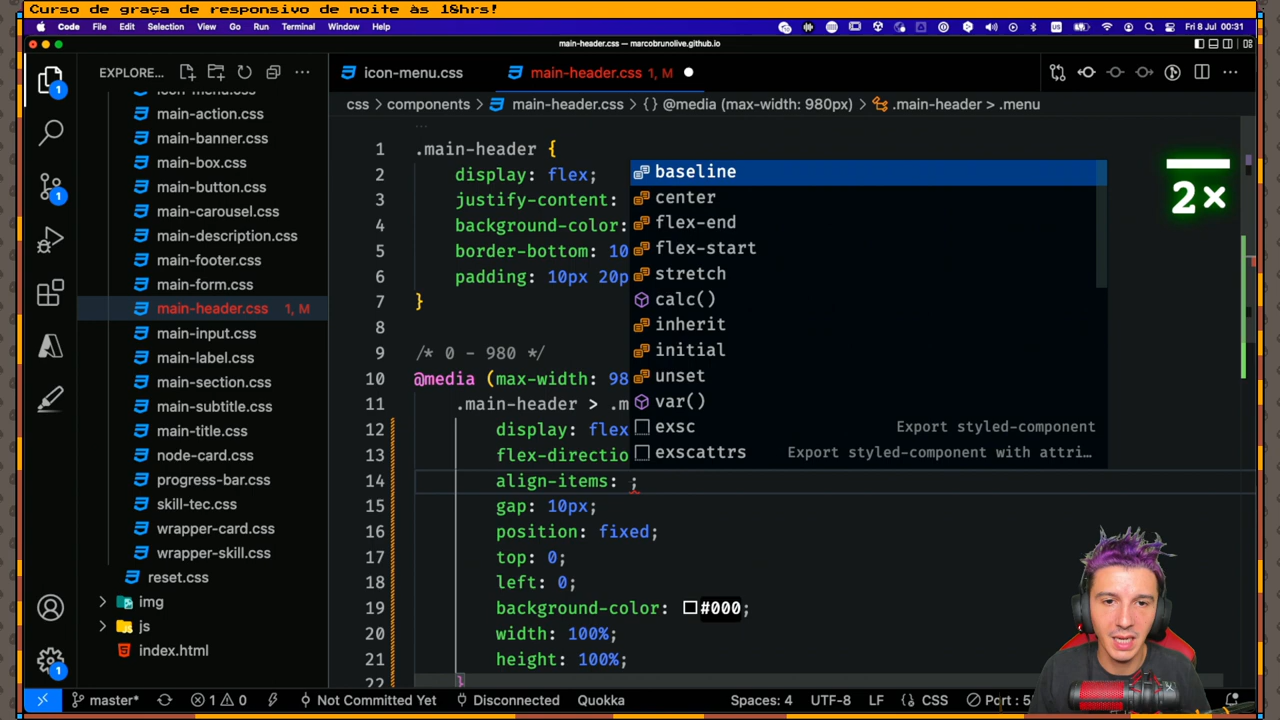 Curso de graça de responsivo de noite às 18hrs!
Code File Edit Selection View Go Run Terminal Window Help Fri 8 Jul 00:31
main-header.css — marcobrunolive.github.io
EXPLORE... icon-menu.css main-header.css 1, M
css > components > main-header.css > {} @media (max-width: 980px) > .main-header > .menu
icon-menu.css
main-action.css
main-banner.css
main-box.css
main-button.css
main-carousel.css
main-description.css
main-footer.css
main-form.css
main-header.css 1, M
main-input.css
main-label.css
main-section.css
main-subtitle.css
main-title.css
node-card.css
progress-bar.css
skill-tec.css
wrapper-card.css
wrapper-skill.css
reset.css
img
js
index.html
1 .main-header {
2 display: flex;
3 justify-content:
4 background-color:
5 border-bottom: 10
6 padding: 10px 20p
7 }
8
9 /* 0 - 980 */
10 @media (max-width: 98
11 .main-header > .m
12 display: flex
13 flex-directio
14 align-items: ;
15 gap: 10px;
16 position: fixed;
17 top: 0;
18 left: 0;
19 background-color: #000;
20 width: 100%;
21 height: 100%;
22 }
baseline
center
flex-end
flex-start
stretch
calc()
inherit
initial
unset
var()
exsc Export styled-component
exscattrs Export styled-component with attri...
2×
1
1
1
master* 1 0 Not Committed Yet Disconnected Quokka Spaces: 4 UTF-8 LF {} CSS Port : 5